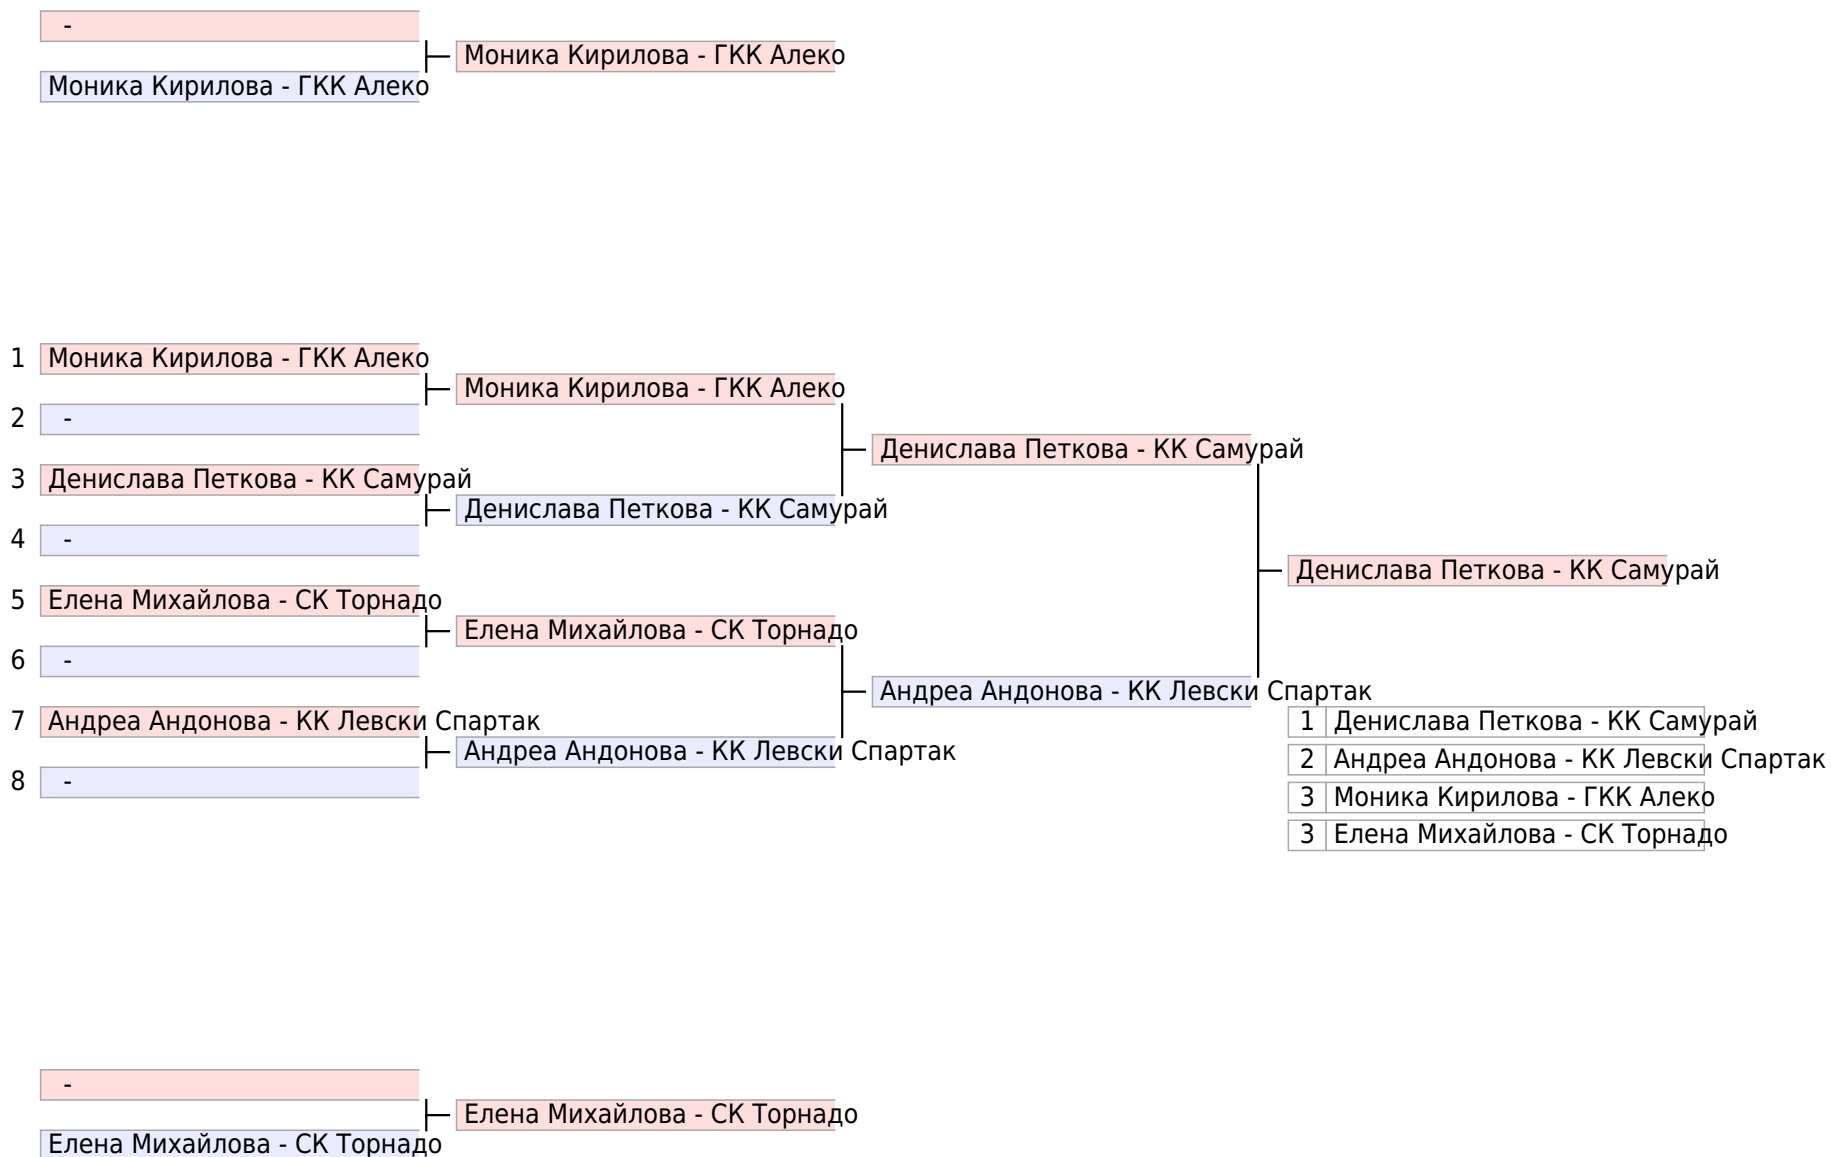 -
Моника Кирилова - ГКК Алеко
Моника Кирилова - ГКК Алеко
1 Моника Кирилова - ГКК Алеко
Моника Кирилова - ГКК Алеко
2 -
Денислава Петкова - КК Самурай
3 Денислава Петкова - КК Самурай
Денислава Петкова - КК Самурай
4 -
Денислава Петкова - КК Самурай
5 Елена Михайлова - СК Торнадо
Елена Михайлова - СК Торнадо
6 -
Андреа Андонова - КК Левски Спартак
7 Андреа Андонова - КК Левски Спартак
1 Денислава Петкова - КК Самурай
Андреа Андонова - КК Левски Спартак
2 Андреа Андонова - КК Левски Спартак
8 -
3 Моника Кирилова - ГКК Алеко
3 Елена Михайлова - СК Торнадо
-
Елена Михайлова - СК Торнадо
Елена Михайлова - СК Торнадо